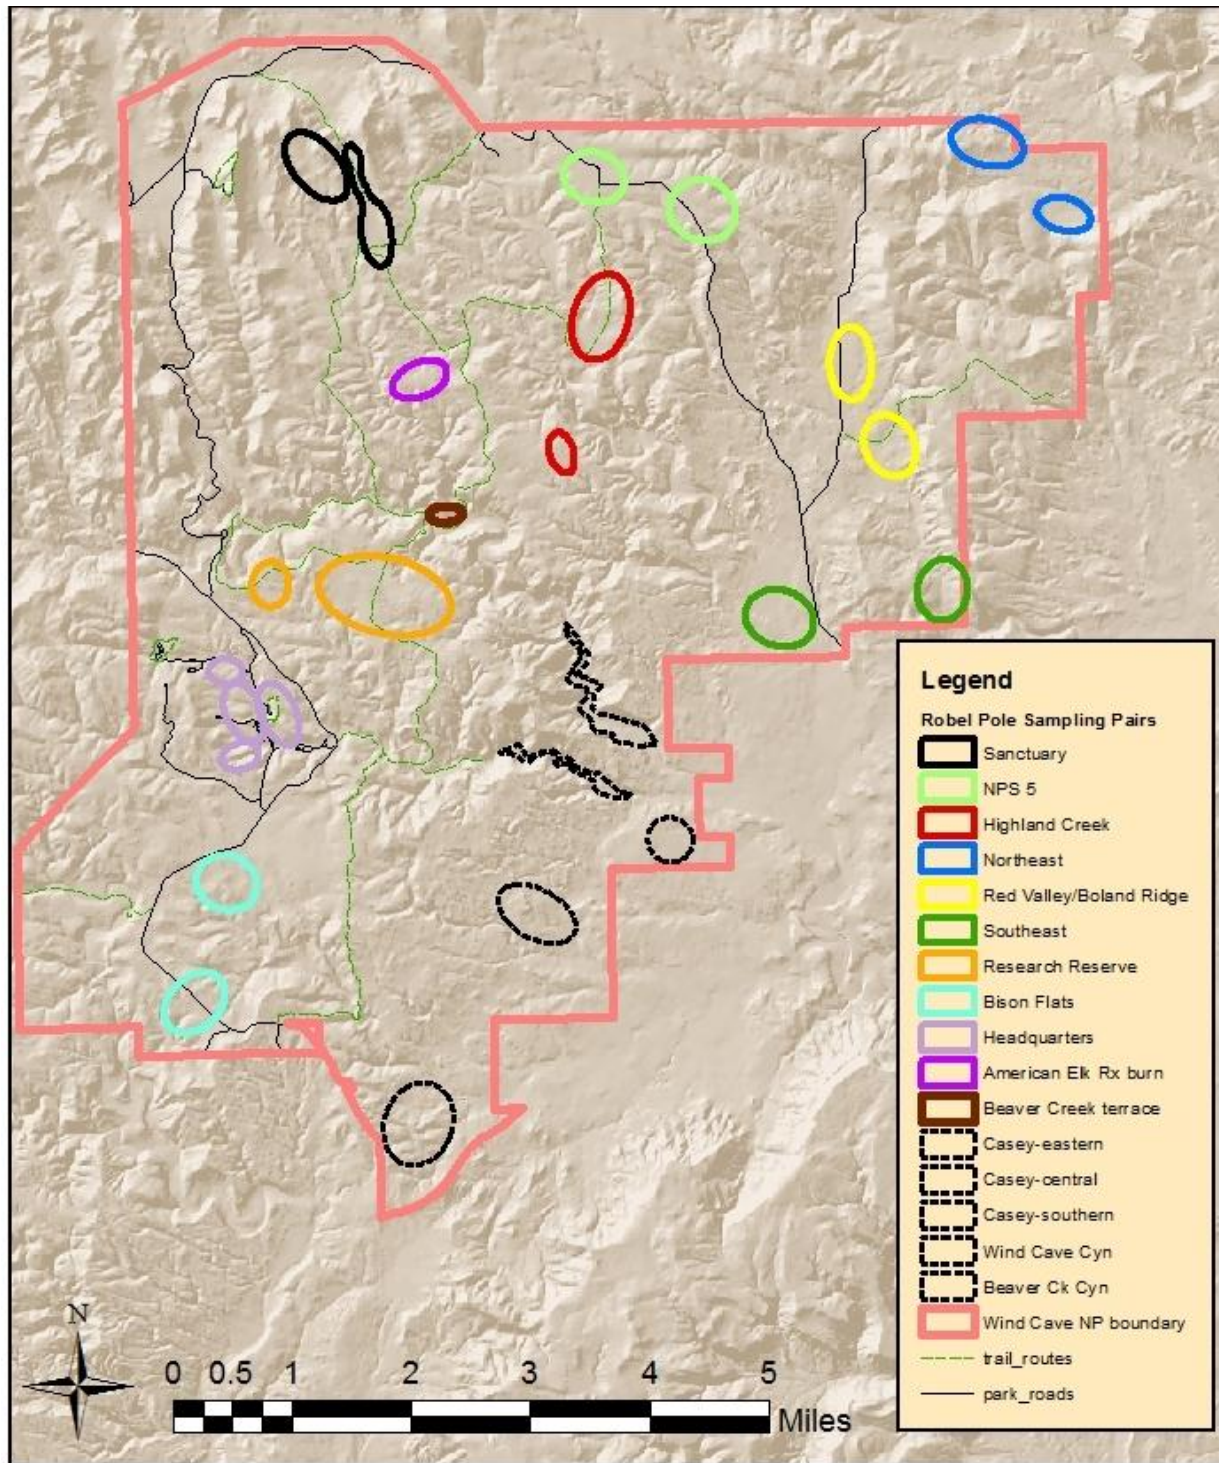 Legend
Robel Pole Sampling Pairs
Sanctuary
NPS 5
Highland Creek
Northeast
Red Valley/Boland Ridge
Southeast
Research Reserve
Bison Flats
Headquarters
American Elk Rx burn
Beaver Creek terrace
Casey-eastern
Casey-central
Casey-southern
Wind Cave Cyn
Beaver Ck Cyn
Wind Cave NP boundary
trail_routes
park_roads
N
0 0.5 1 2 3 4 5
Miles